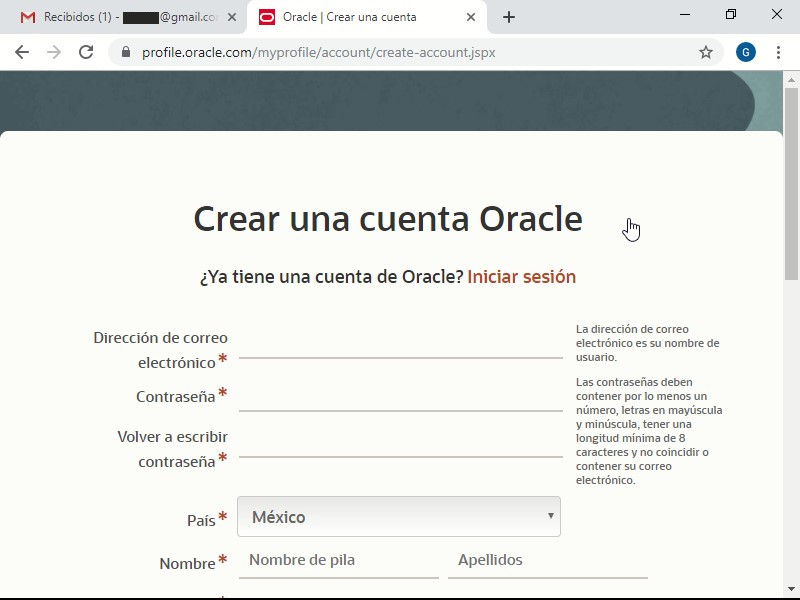 Recibidos (1) - @gmail.co
Oracle | Crear una cuenta
profile.oracle.com/myprofile/account/create-account.jspx
G
Crear una cuenta Oracle
¿Ya tiene una cuenta de Oracle? Iniciar sesión
Dirección de correo
electrónico *
La dirección de correo
electrónico es su nombre de
usuario.
Contraseña *
Las contraseñas deben
contener por lo menos un
número, letras en mayúscula
y minúscula, tener una
longitud mínima de 8
caracteres y no coincidir o
contener su correo
electrónico.
Volver a escribir
contraseña *
País * México
Nombre * Nombre de pila Apellidos